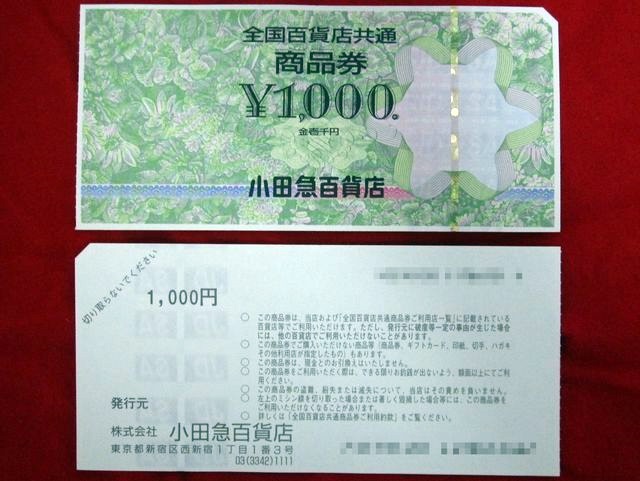 全国百貨店共通
商品券
¥1,000
金壱千円
小田急百貨店
切り取らないでください
1,000円
○ この商品券は、当店および「全国百貨店共通商品券ご利用店一覧」に記載されている
百貨店等でご利用いただけます。ただし、発行元に破産等一定の事由が生じた場合
には、他の百貨店でご利用いただけないことがあります。
○ この商品券でご購入いただけない商品等(商品券、ギフトカード、印紙、切手、ハガキ
その他利用店が指定したもの)もあります。
○ この商品券は、現金とのお引換えはいたしません。
○ この商品券をご利用いただく際は、できる限りお釣銭が出ないよう、額面以上にてご利
用ください。
○ この商品券の盗難、紛失または滅失について、当店はその責めを負いません。
○ 左上のミシン線を切り取った場合または著しく毀損した場合等には、この商品券を
ご利用いただけなくなることがあります。
○ 詳しくは「全国百貨店共通商品券ご利用約款」をご覧ください。
発行元
株式会社 小田急百貨店
東京都新宿区西新宿1丁目1番3号
03(3342)1111